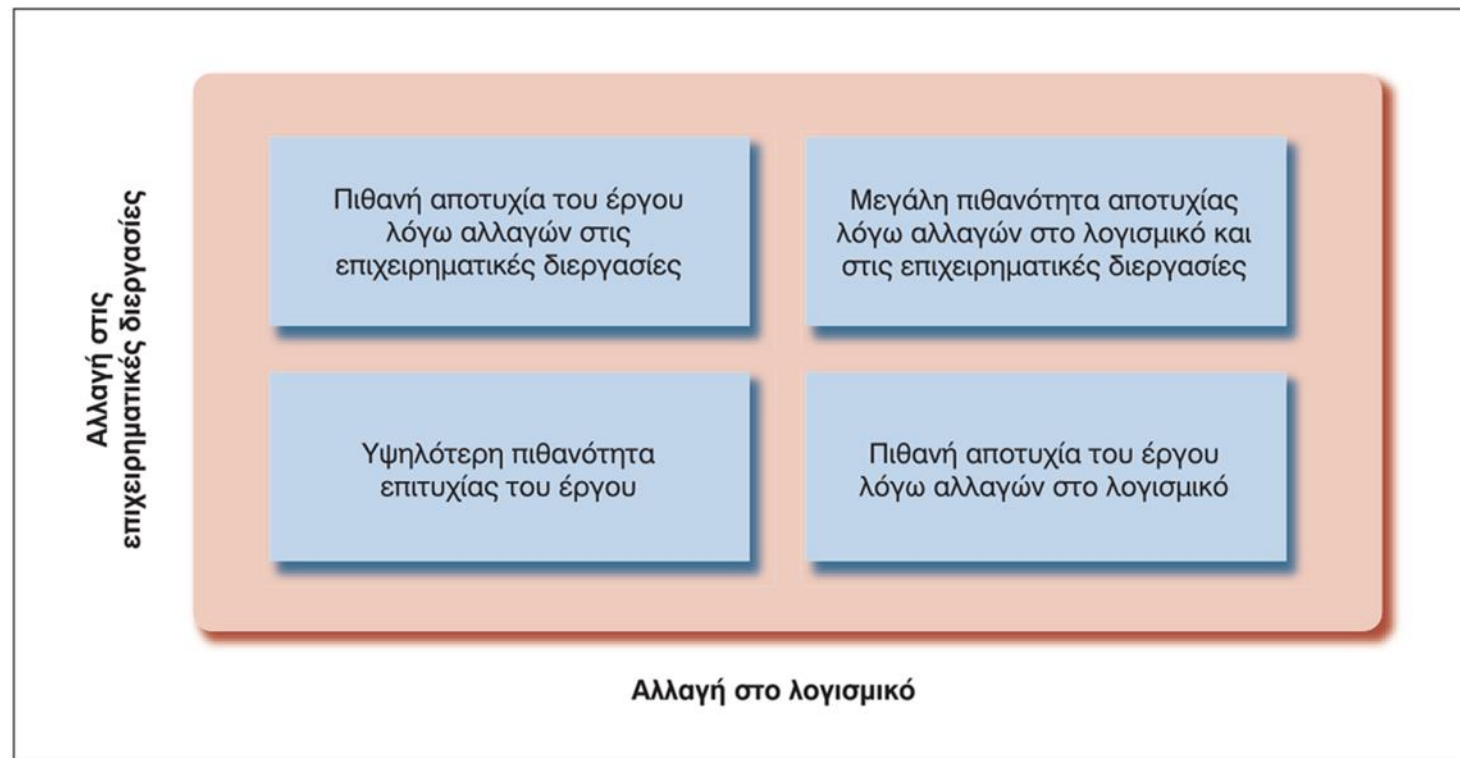 Αλλαγή στις
επιχειρηματικές διεργασίες
Πιθανή αποτυχία του έργου
λόγω αλλαγών στις
επιχειρηματικές διεργασίες
Μεγάλη πιθανότητα αποτυχίας
λόγω αλλαγών στο λογισμικό και
στις επιχειρηματικές διεργασίες
Υψηλότερη πιθανότητα
επιτυχίας του έργου
Πιθανή αποτυχία του έργου
λόγω αλλαγών στο λογισμικό
Αλλαγή στο λογισμικό